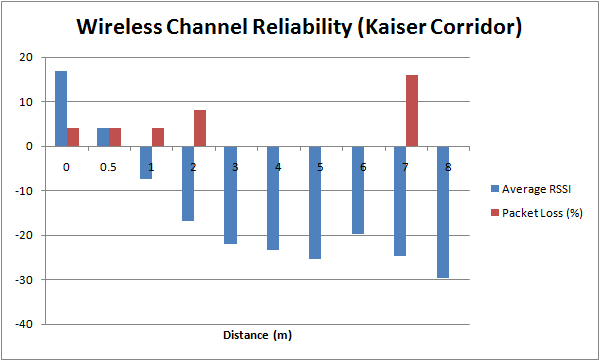 Wireless Channel Reliability (Kaiser Corridor)
20
10
0
-10
-20
-30
-40
0 0.5 1 2 3 4 5 6 7 8
Distance (m)
Average RSSI
Packet Loss (%)